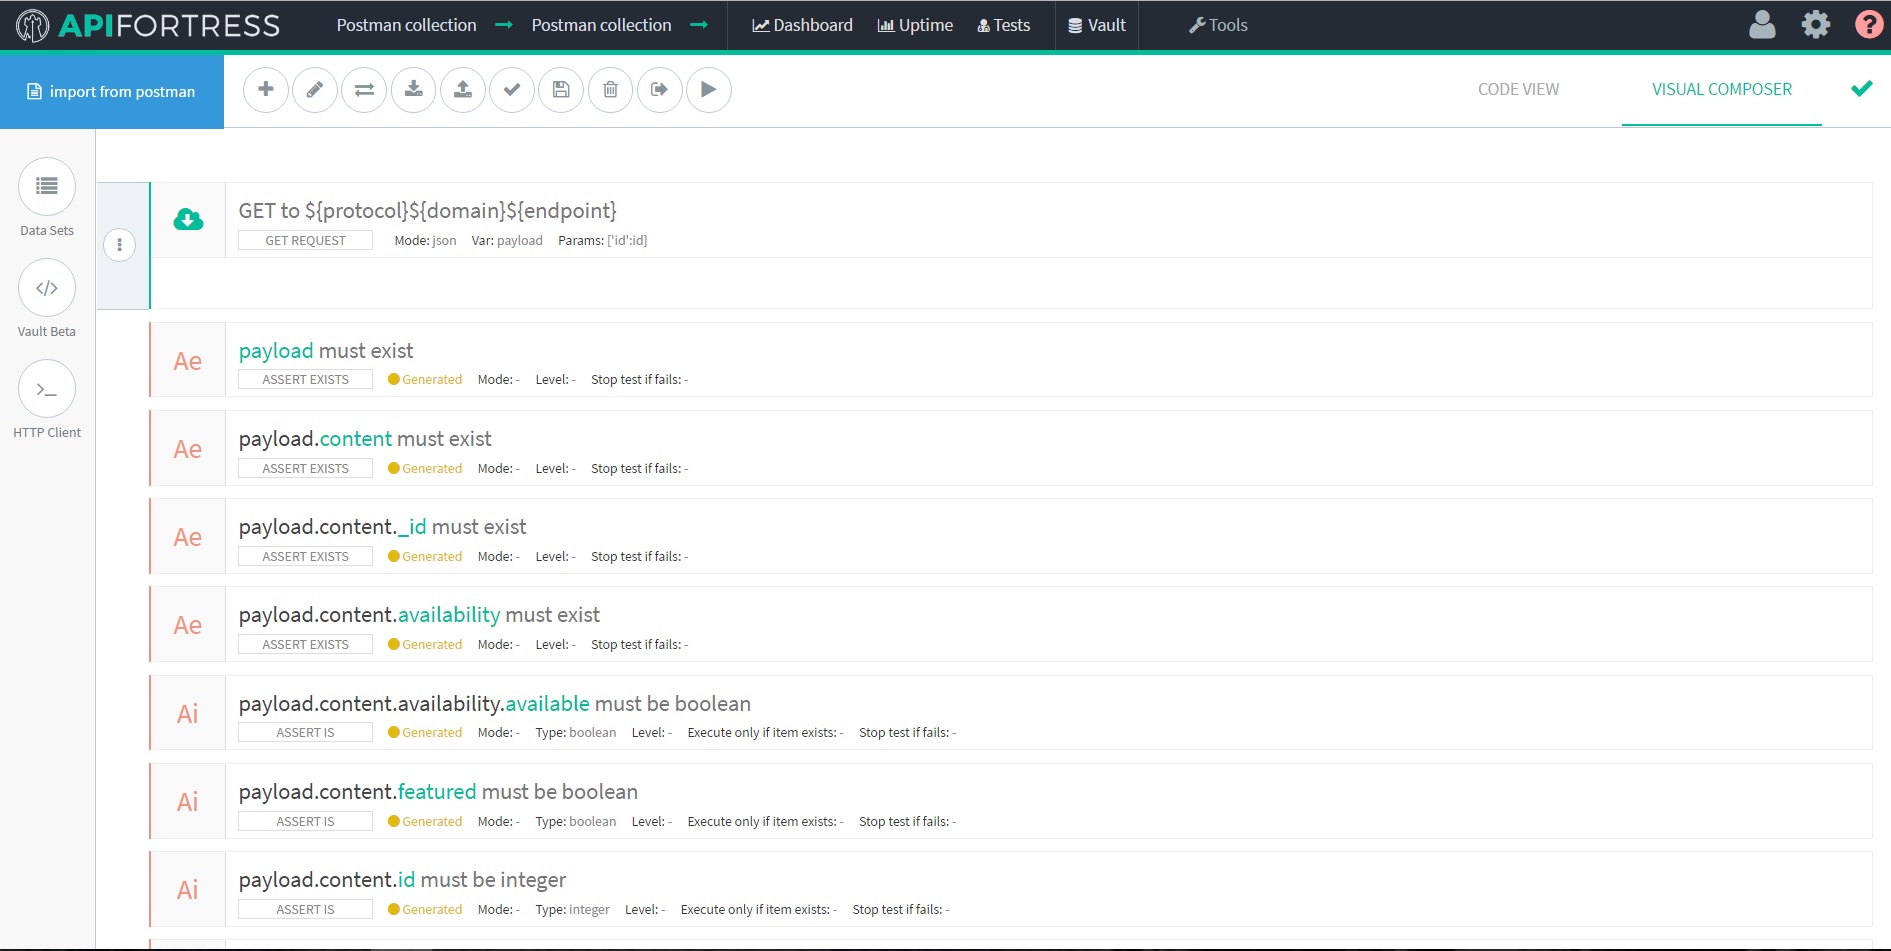 APIFORTRESS Postman collection Postman collection Dashboard Uptime Tests Vault Tools ?
import from postman CODE VIEW VISUAL COMPOSER
Data Sets
Vault Beta
HTTP Client
GET to ${protocol}${domain}${endpoint}
GET REQUEST Mode: json Var: payload Params: ['id':id]
Ae payload must exist
ASSERT EXISTS Generated Mode: - Level: - Stop test if fails: -
Ae payload.content must exist
ASSERT EXISTS Generated Mode: - Level: - Stop test if fails: -
Ae payload.content._id must exist
ASSERT EXISTS Generated Mode: - Level: - Stop test if fails: -
Ae payload.content.availability must exist
ASSERT EXISTS Generated Mode: - Level: - Stop test if fails: -
Ai payload.content.availability.available must be boolean
ASSERT IS Generated Mode: - Type: boolean Level: - Execute only if item exists: - Stop test if fails: -
Ai payload.content.featured must be boolean
ASSERT IS Generated Mode: - Type: boolean Level: - Execute only if item exists: - Stop test if fails: -
Ai payload.content.id must be integer
ASSERT IS Generated Mode: - Type: integer Level: - Execute only if item exists: - Stop test if fails: -